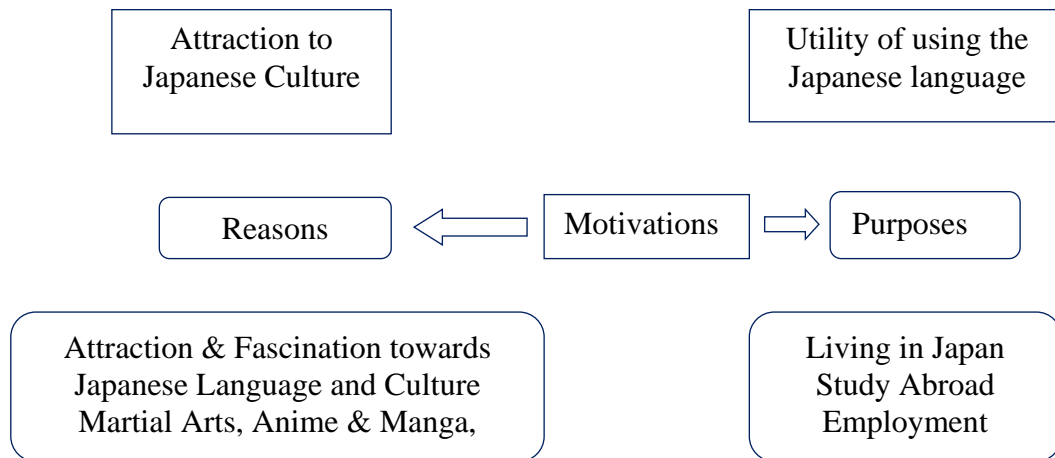 Attraction to
Japanese Culture
Utility of using the
Japanese language
Reasons
Motivations
Purposes
Attraction & Fascination towards
Japanese Language and Culture
Martial Arts, Anime & Manga,
Living in Japan
Study Abroad
Employment